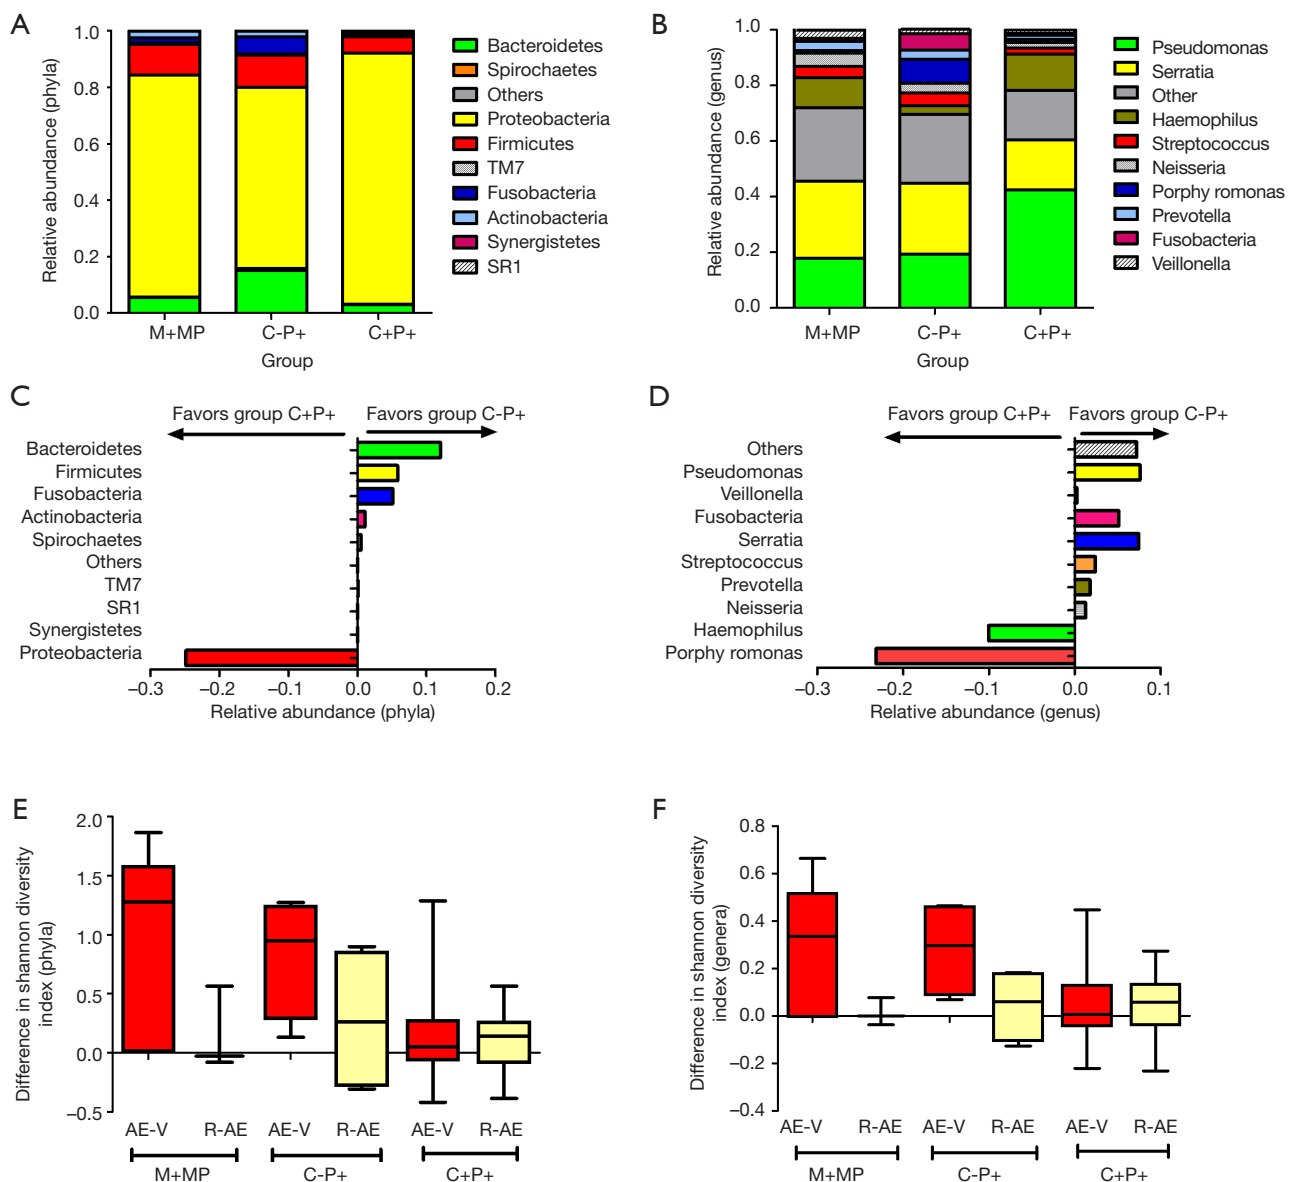 A
Relative abundance (phyla)
1.0
0.8
0.6
0.4
0.2
0.0
M+MP
C-P+
C+P+
Group
Bacteroidetes
Spirochaetes
Others
Proteobacteria
Firmicutes
TM7
Fusobacteria
Actinobacteria
Synergistetes
SR1
B
Relative abundance (genus)
1.0
0.8
0.6
0.4
0.2
0.0
M+MP
C-P+
C+P+
Group
Pseudomonas
Serratia
Other
Haemophilus
Streptococcus
Neisseria
Porphy romonas
Prevotella
Fusobacteria
Veillonella
C
Favors group C+P+
Favors group C-P+
Bacteroidetes
Firmicutes
Fusobacteria
Actinobacteria
Spirochaetes
Others
TM7
SR1
Synergistetes
Proteobacteria
–0.3
–0.2
–0.1
0.0
0.1
0.2
Relative abundance (phyla)
D
Favors group C+P+
Favors group C-P+
Others
Pseudomonas
Veillonella
Fusobacteria
Serratia
Streptococcus
Prevotella
Neisseria
Haemophilus
Porphy romonas
–0.3
–0.2
–0.1
0.0
0.1
Relative abundance (genus)
E
Difference in shannon diversity
index (phyla)
2.0
1.5
1.0
0.5
0.0
–0.5
AE-V
R-AE
AE-V
R-AE
AE-V
R-AE
M+MP
C-P+
C+P+
F
Difference in shannon diversity
index (genera)
0.8
0.6
0.4
0.2
0.0
–0.2
–0.4
AE-V
R-AE
AE-V
R-AE
AE-V
R-AE
M+MP
C-P+
C+P+